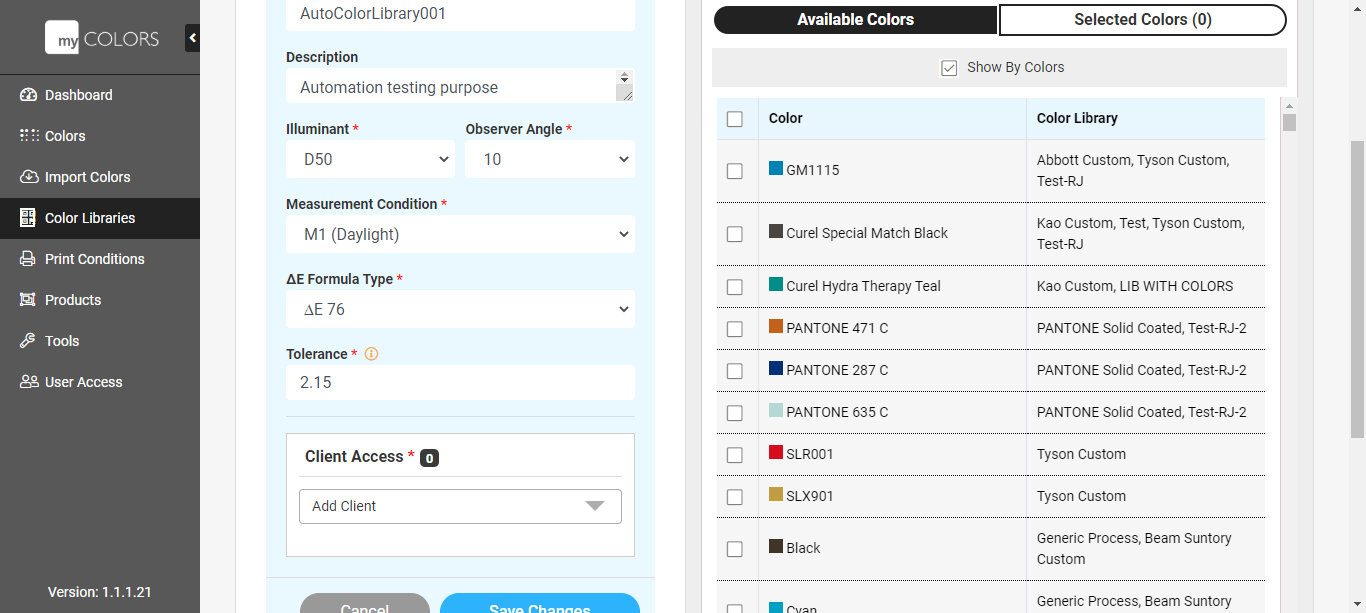 my COLORS
Dashboard
Colors
Import Colors
Color Libraries
Print Conditions
Products
Tools
User Access
Version: 1.1.1.21
AutoColorLibrary001
Description
Automation testing purpose
Illuminant * Observer Angle *
D50 10
Measurement Condition *
M1 (Daylight)
ΔE Formula Type *
ΔE 76
Tolerance *
2.15
Client Access * 0
Add Client
Cancel Save Changes
Available Colors Selected Colors (0)
Show By Colors
Color Color Library
GM1115 Abbott Custom, Tyson Custom,
Test-RJ
Curel Special Match Black Kao Custom, Test, Tyson Custom,
Test-RJ
Curel Hydra Therapy Teal Kao Custom, LIB WITH COLORS
PANTONE 471 C PANTONE Solid Coated, Test-RJ-2
PANTONE 287 C PANTONE Solid Coated, Test-RJ-2
PANTONE 635 C PANTONE Solid Coated, Test-RJ-2
SLR001 Tyson Custom
SLX901 Tyson Custom
Black Generic Process, Beam Suntory
Custom
Cyan Generic Process, Beam Suntory